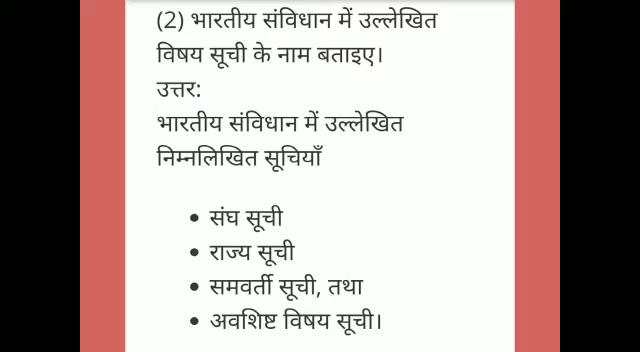 (2) भारतीय संविधान में उल्लेखित
विषय सूची के नाम बताइए।
उत्तर:
भारतीय संविधान में उल्लेखित
निम्नलिखित सूचियाँ
• संघ सूची
• राज्य सूची
• समवर्ती सूची, तथा
• अवशिष्ट विषय सूची।